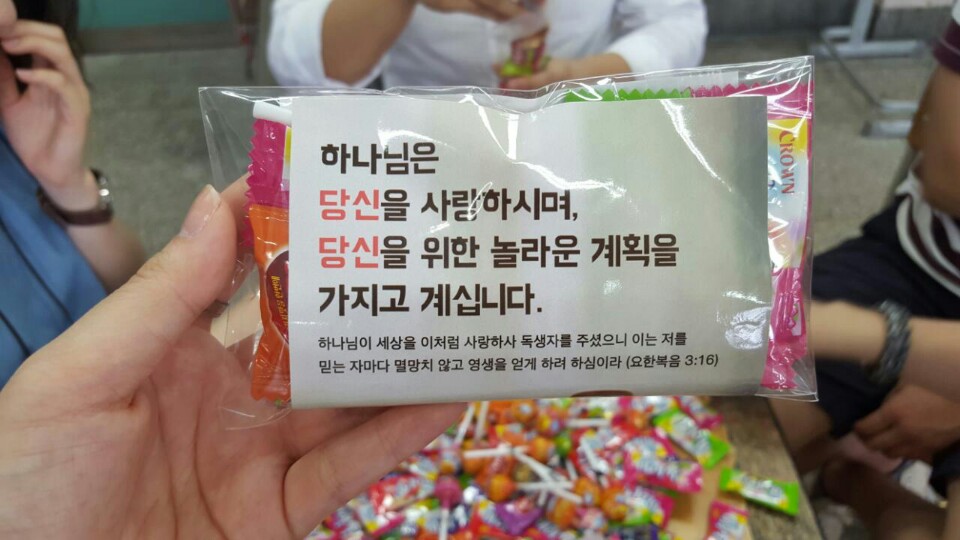 하나님은
당신을 사랑하시며,
당신을 위한 놀라운 계획을
가지고 계십니다.
하나님이 세상을 이처럼 사랑하사 독생자를 주셨으니 이는 저를
믿는 자마다 멸망치 않고 영생을 얻게 하려 하심이라 (요한복음 3:16)
CROWN